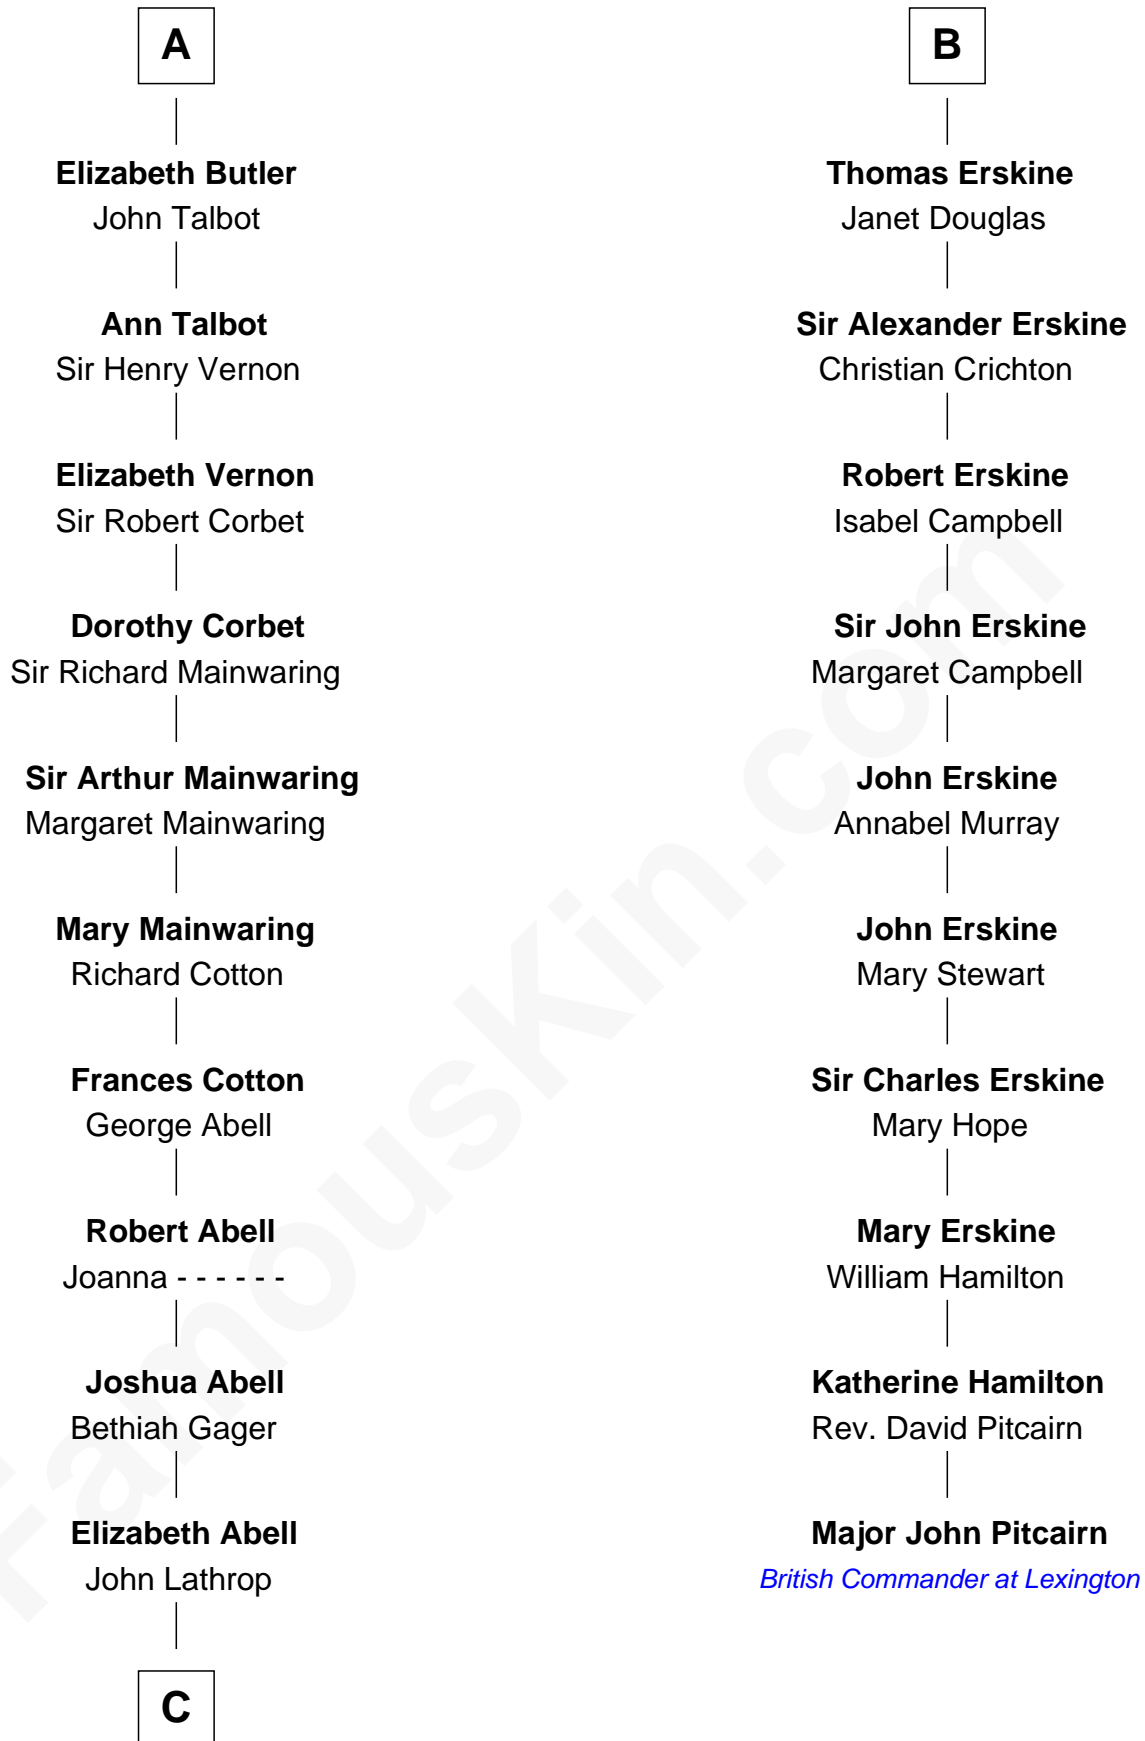 A
Elizabeth Butler
John Talbot
Ann Talbot
Sir Henry Vernon
Elizabeth Vernon
Sir Robert Corbet
Dorothy Corbet
Sir Richard Mainwaring
Sir Arthur Mainwaring
Margaret Mainwaring
Mary Mainwaring
Richard Cotton
Frances Cotton
George Abell
Robert Abell
Joanna - - - - - -
Joshua Abell
Bethiah Gager
Elizabeth Abell
John Lathrop
C
B
Thomas Erskine
Janet Douglas
Sir Alexander Erskine
Christian Crichton
Robert Erskine
Isabel Campbell
Sir John Erskine
Margaret Campbell
John Erskine
Annabel Murray
John Erskine
Mary Stewart
Sir Charles Erskine
Mary Hope
Mary Erskine
William Hamilton
Katherine Hamilton
Rev. David Pitcairn
Major John Pitcairn
British Commander at Lexington
FamousKin.com